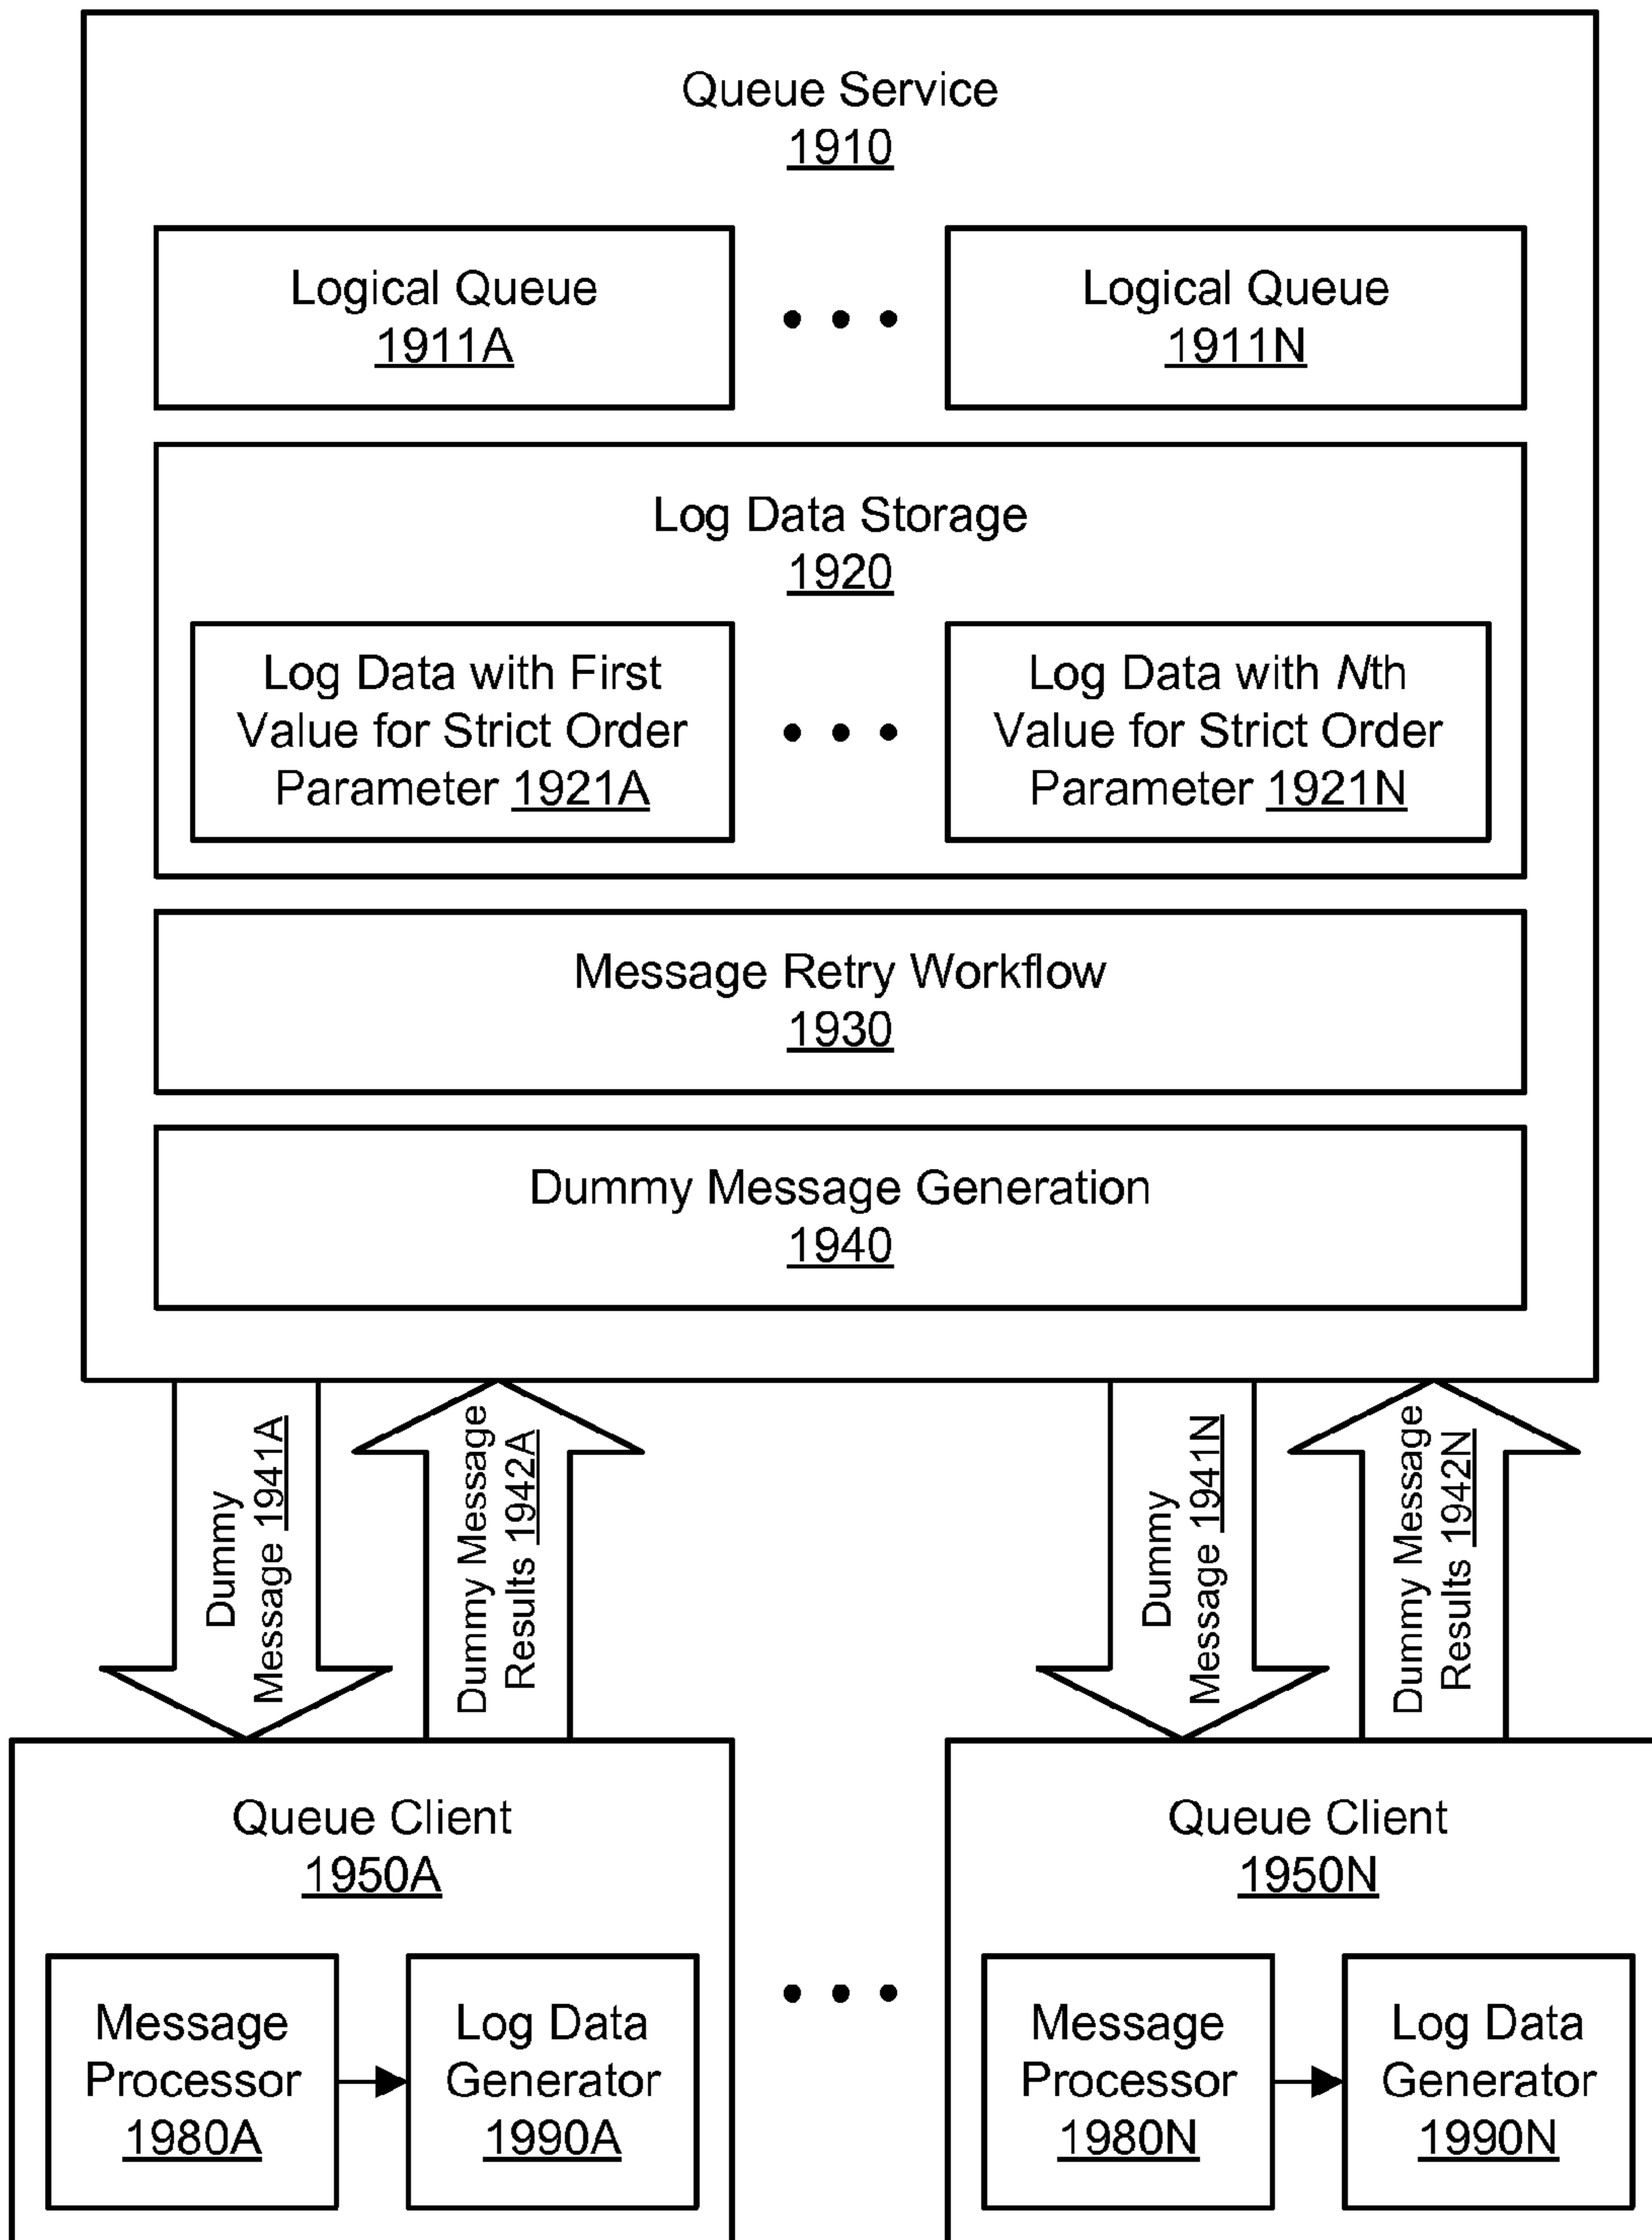 Queue Service
1910
Logical Queue
1911A
Logical Queue
1911N
Log Data Storage
1920
Log Data with First
Value for Strict Order
Parameter 1921A
Log Data with Nth
Value for Strict Order
Parameter 1921N
Message Retry Workflow
1930
Dummy Message Generation
1940
Dummy
Message 1941A
Dummy Message
Results 1942A
Dummy
Message 1941N
Dummy Message
Results 1942N
Queue Client
1950A
Message
Processor
1980A
Log Data
Generator
1990A
Queue Client
1950N
Message
Processor
1980N
Log Data
Generator
1990N